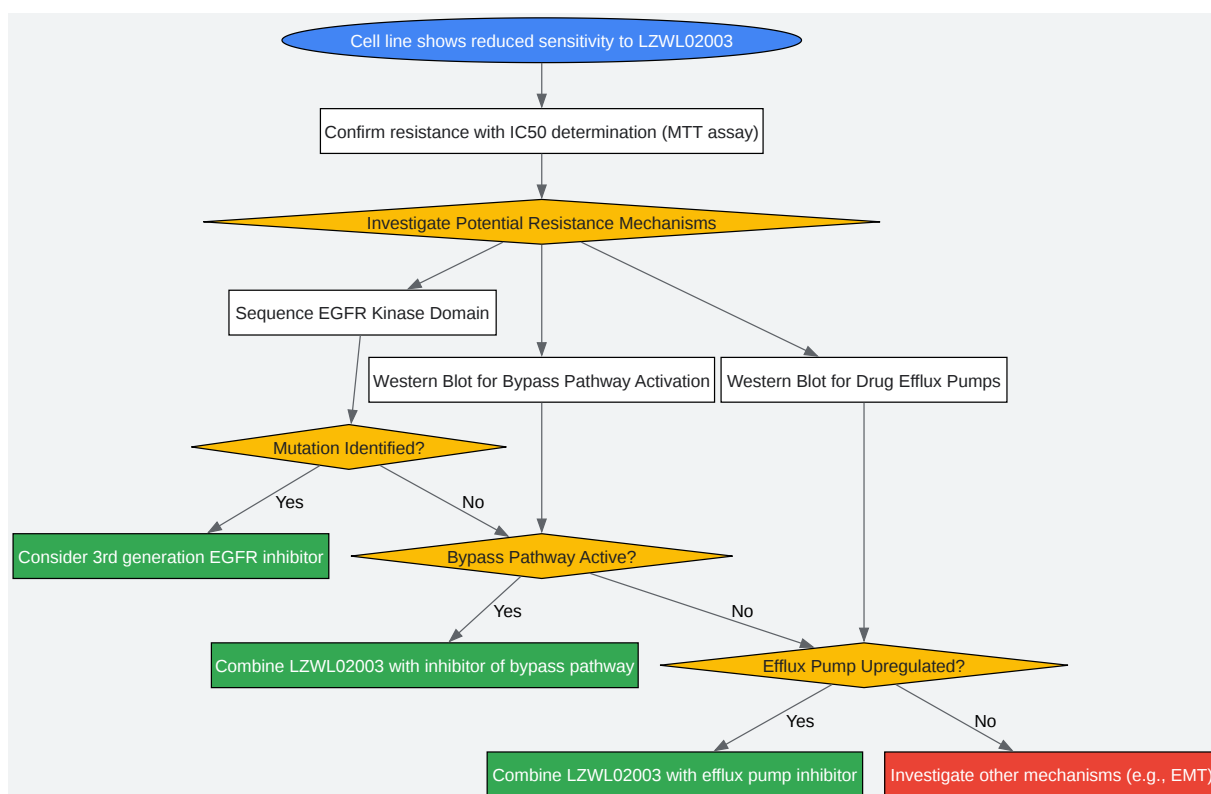 Cell line shows reduced sensitivity to LZWL02003
Confirm resistance with IC50 determination (MTT assay)
Investigate Potential Resistance Mechanisms
Sequence EGFR Kinase Domain
Western Blot for Bypass Pathway Activation
Western Blot for Drug Efflux Pumps
Mutation Identified?
Yes
No
Consider 3rd generation EGFR inhibitor
Bypass Pathway Active?
Yes
No
Combine LZWL02003 with inhibitor of bypass pathway
Efflux Pump Upregulated?
Yes
No
Combine LZWL02003 with efflux pump inhibitor
Investigate other mechanisms (e.g., EMT)